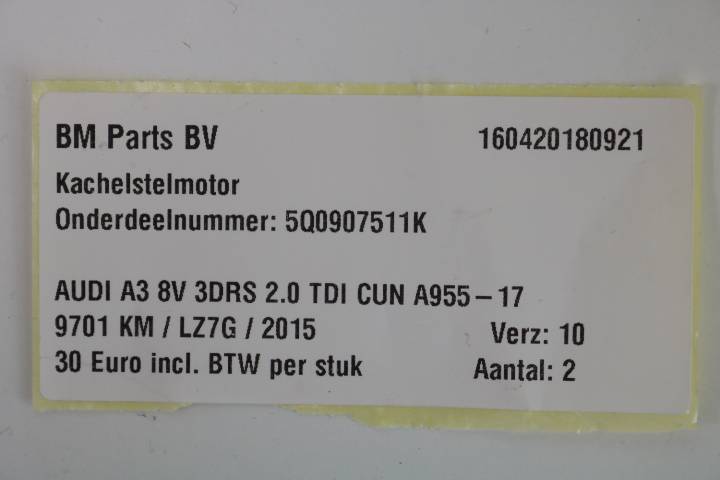 BM Parts BV 160420180921
Kachelstelmotor
Onderdeelnummer: 5Q0907511K
AUDI A3 8V 3DRS 2.0 TDI CUN A955 – 17
9701 KM / LZ7G / 2015 Verz: 10
30 Euro incl. BTW per stuk Aantal: 2